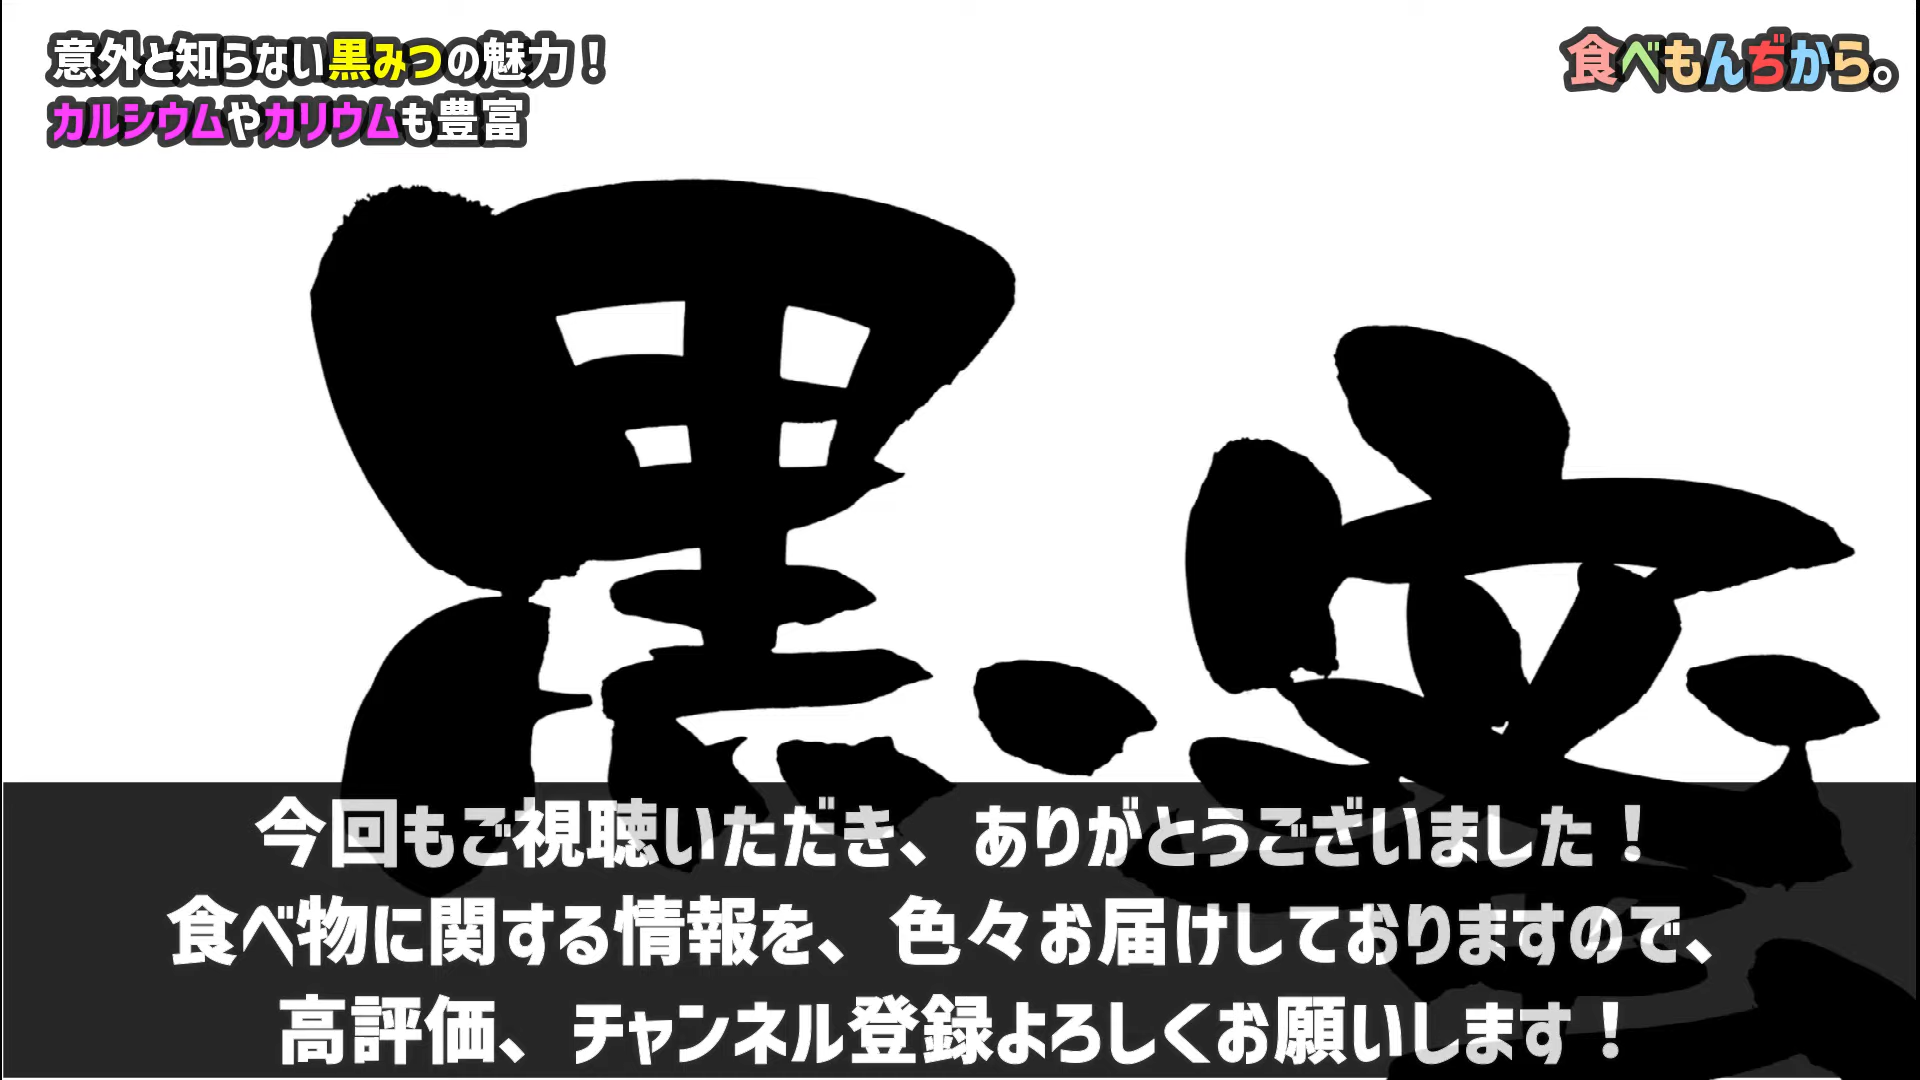 意外と知らない黒みつの魅力！
カルシウムやカリウムも豊富
食べもんぢから。
黒蜜
今回もご視聴いただき、ありがとうございました！
食べ物に関する情報を、色々お届けしておりますので、
高評価、チャンネル登録よろしくお願いします！